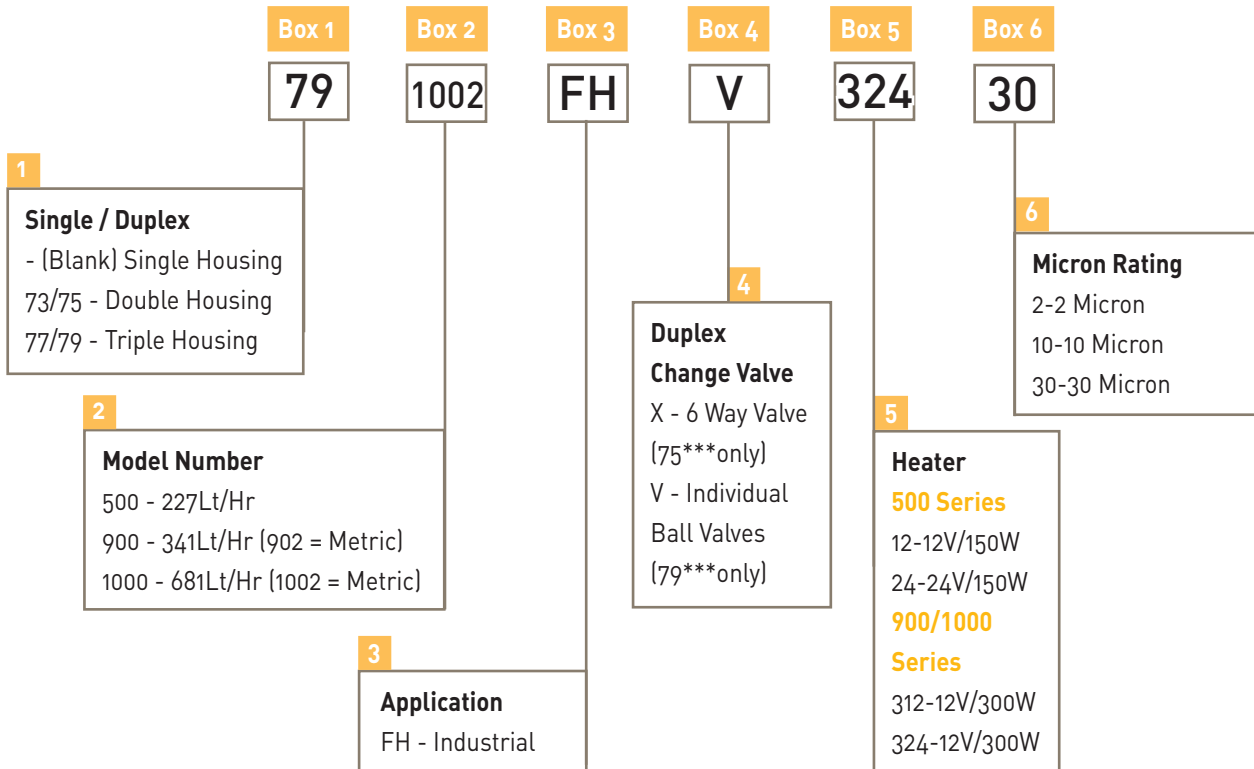 Box 1 Box 2 Box 3 Box 4 Box 5 Box 6
79 1002 FH V 324 30
1
Single / Duplex
- (Blank) Single Housing
73/75 - Double Housing
77/79 - Triple Housing
2
Model Number
500 - 227Lt/Hr
900 - 341Lt/Hr (902 = Metric)
1000 - 681Lt/Hr (1002 = Metric)
3
Application
FH - Industrial
4
Duplex
Change Valve
X - 6 Way Valve
(75***only)
V - Individual
Ball Valves
(79***only)
5
Heater
500 Series
12-12V/150W
24-24V/150W
900/1000
Series
312-12V/300W
324-12V/300W
6
Micron Rating
2-2 Micron
10-10 Micron
30-30 Micron